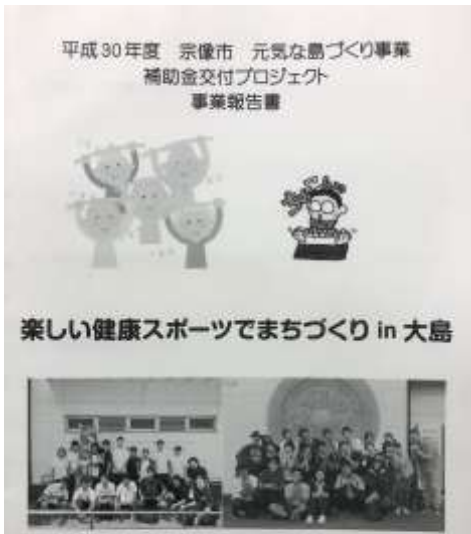 平成30年度 宗像市 元気な島づくり事業
補助金交付プロジェクト
事業報告書
楽しい健康スポーツでまちづくり in 大島